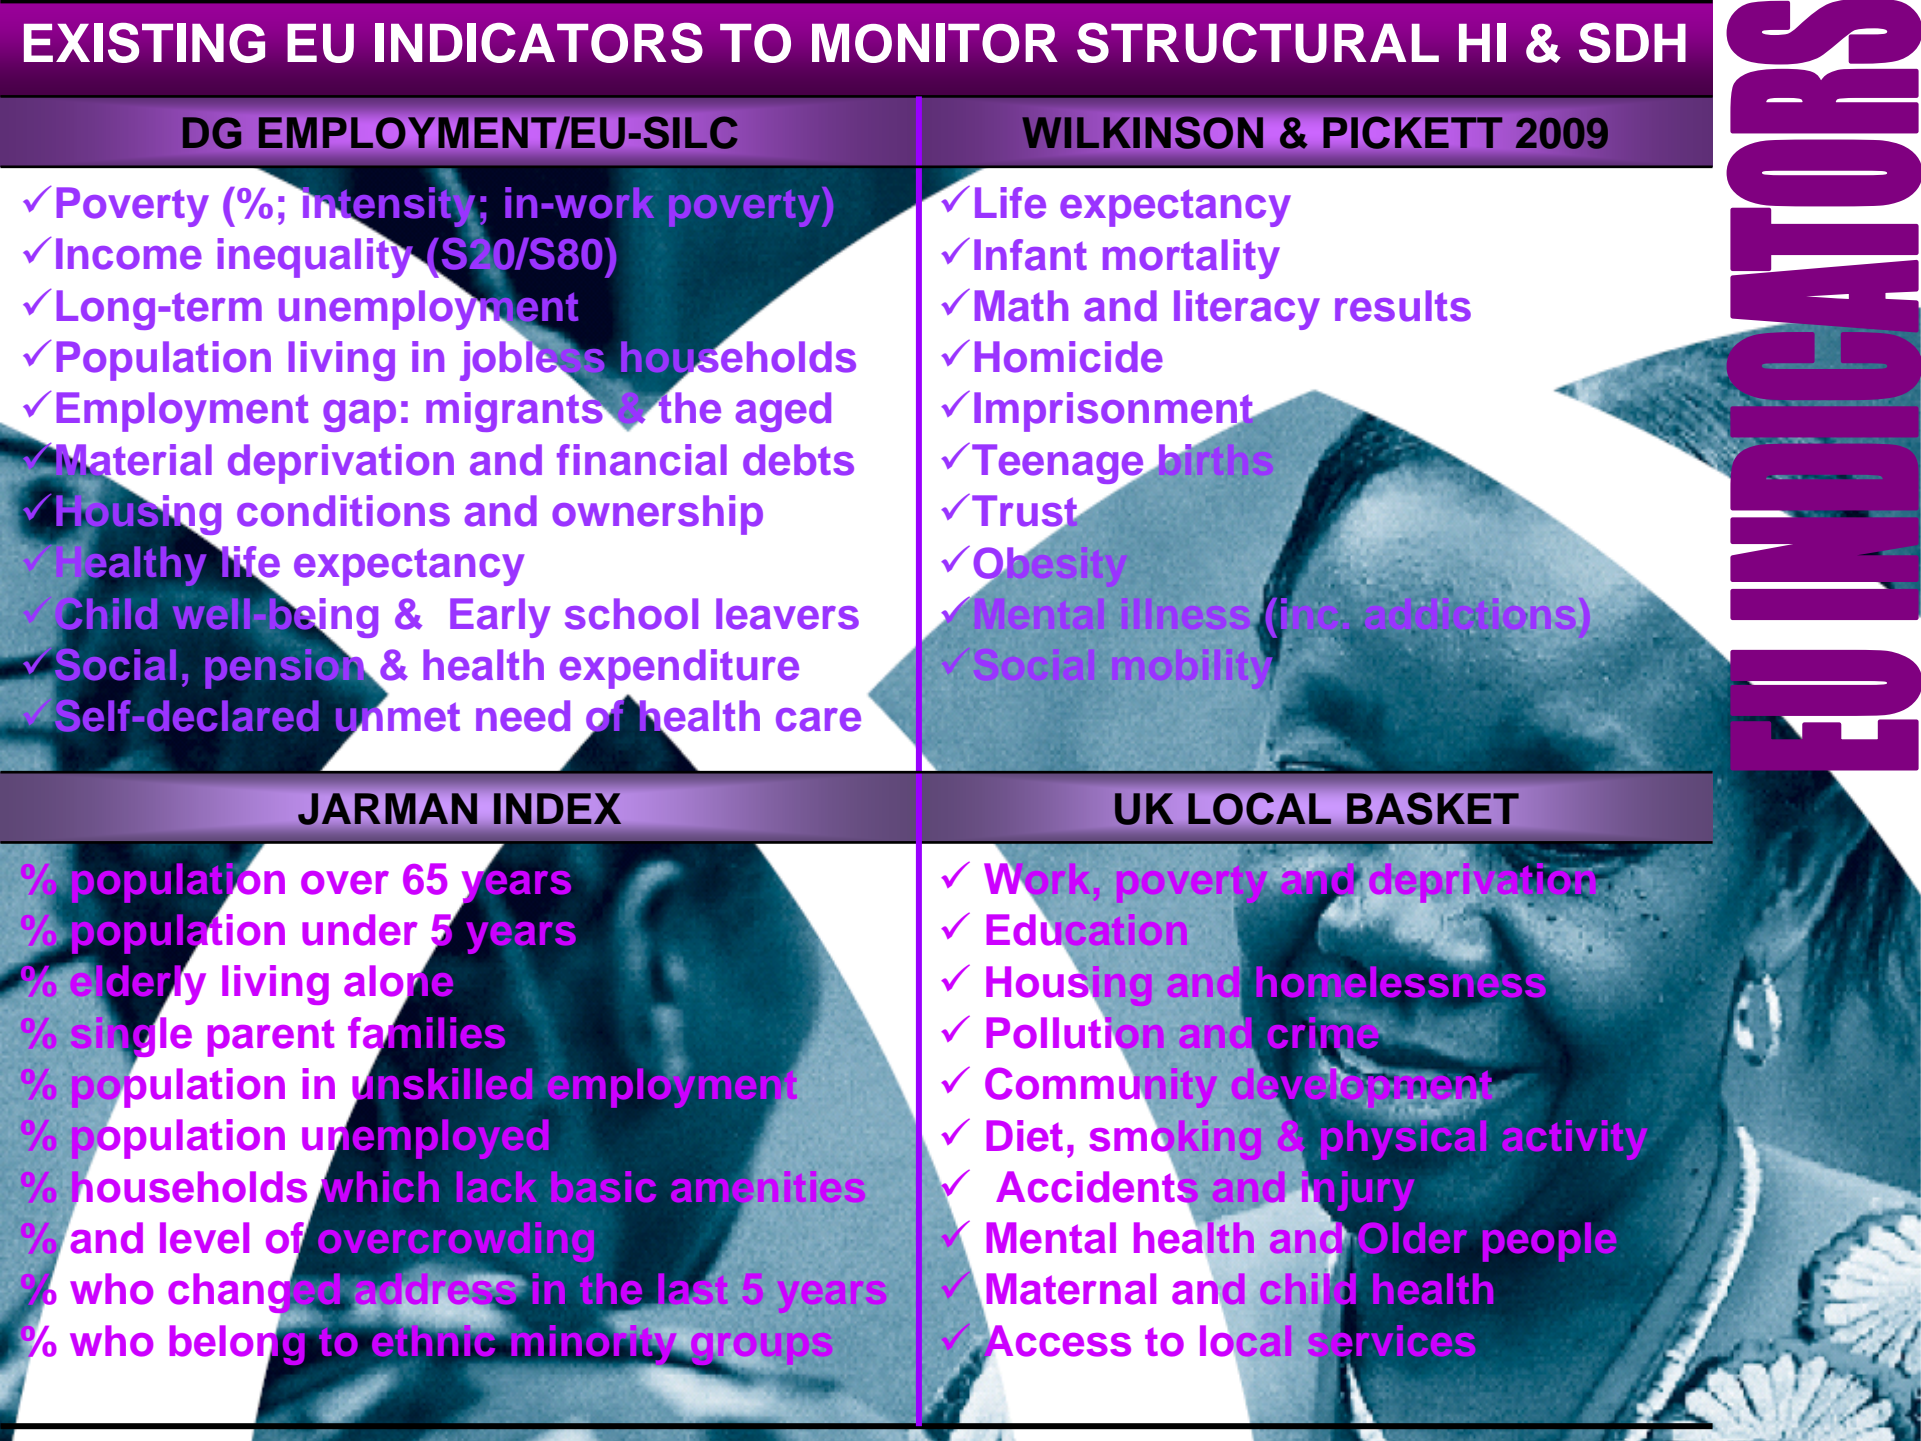 EXISTING EU INDICATORS TO MONITOR STRUCTURAL HI & SDH
DG EMPLOYMENT/EU-SILC
✓Poverty (%; intensity; in-work poverty)
✓Income inequality (S20/S80)
✓Long-term unemployment
✓Population living in jobless households
✓Employment gap: migrants & the aged
✓Material deprivation and financial debts
✓Housing conditions and ownership
✓Healthy life expectancy
✓Child well-being & Early school leavers
✓Social, pension & health expenditure
✓Self-declared unmet need of health care
WILKINSON & PICKETT 2009
✓Life expectancy
✓Infant mortality
✓Math and literacy results
✓Homicide
✓Imprisonment
✓Teenage births
✓Trust
✓Obesity
✓Mental illness (inc. addictions)
✓Social mobility
JARMAN INDEX
% population over 65 years
% population under 5 years
% elderly living alone
% single parent families
% population in unskilled employment
% population unemployed
% households which lack basic amenities
% and level of overcrowding
% who changed address in the last 5 years
% who belong to ethnic minority groups
UK LOCAL BASKET
✓ Work, poverty and deprivation
✓ Education
✓ Housing and homelessness
✓ Pollution and crime
✓ Community development
✓ Diet, smoking & physical activity
✓ Accidents and injury
✓ Mental health and Older people
✓ Maternal and child health
✓ Access to local services
EU INDICATORS